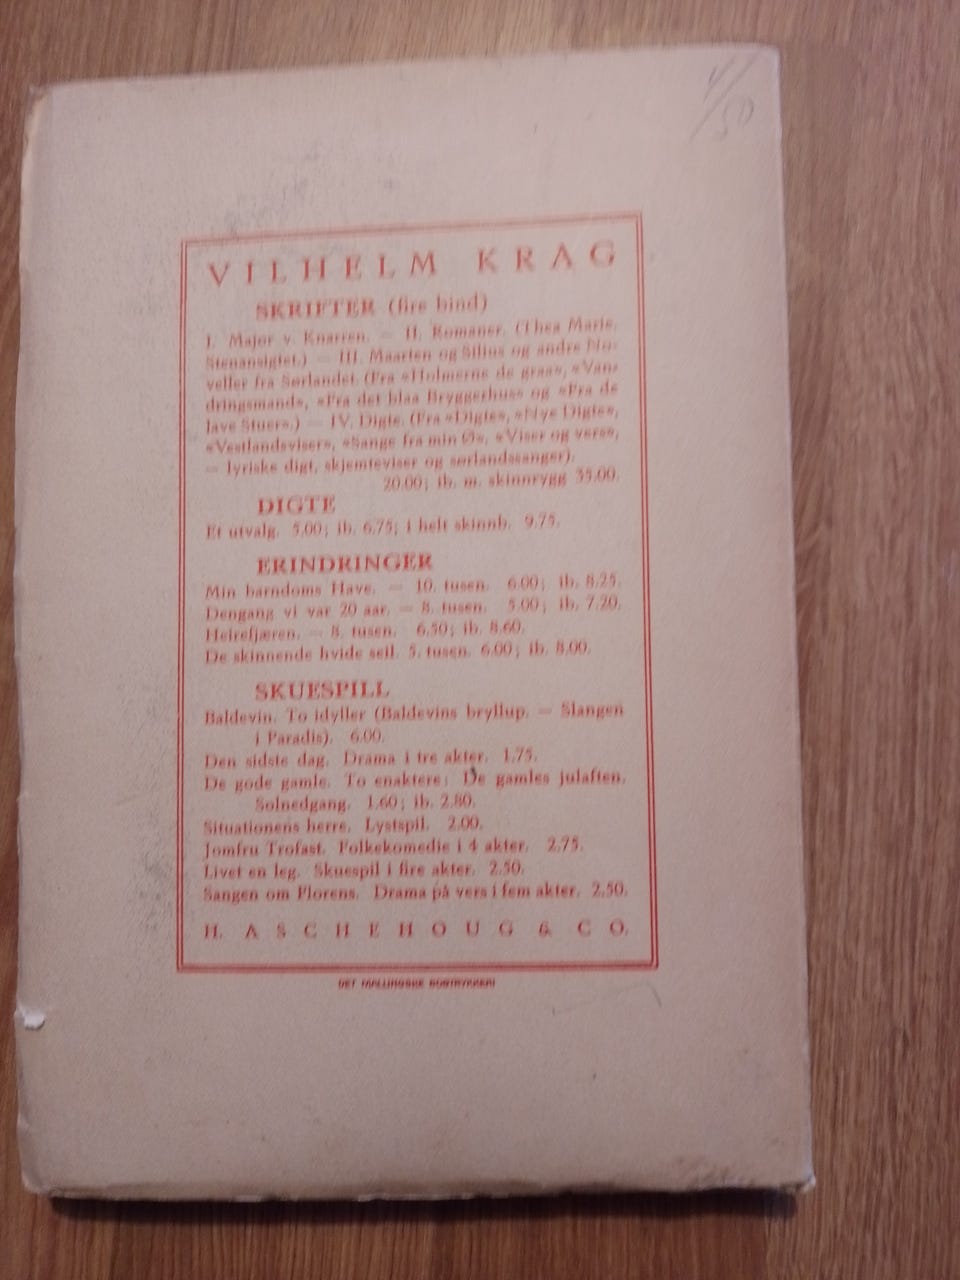 4/50
VILHELM KRAG
SKRIFTER (fire bind)
I. Major v. Knarren. — II. Romaner. (Thea Marie.
Stenansigtet.) — III. Maarten og Silius og andre No-
veller fra Sørlandet. (Fra «Holmerne de graa», «Van-
dringsmand», «Fra det blaa Bryggerhus» og «Fra de
lave Stuer».) — IV. Digte. (Fra «Digte», «Nye Digte»,
«Vestlandsviser», «Sange fra min Ø», «Viser og vers»,
— lyriske digt, skjemteviser og sørlandssanger).
20.00; ib. m. skinnrygg 35.00.
DIGTE
Et utvalg. 5.00; ib. 6.75; i helt skinnb. 9.75.
ERINDRINGER
Min barndoms Have. — 10. tusen. 6.00; ib. 8.25.
Dengang vi var 20 aar. — 8. tusen. 5.00; ib. 7.20.
Heirefjæren. — 8. tusen. 6.50; ib. 8.60.
De skinnende hvide seil. 5. tusen. 6.00; ib. 8.00.
SKUESPILL
Baldevin. To idyller (Baldevins bryllup. — Slangen
i Paradis). 6.00.
Den sidste dag. Drama i tre akter. 1.75.
De gode gamle. To enaktere: De gamles julaften.
Solnedgang. 1.60; ib. 2.80.
Situationens herre. Lystspil. 2.00.
Jomfru Trofast. Folkekomedie i 4 akter. 2.75.
Livet en leg. Skuespil i fire akter. 2.50.
Sangen om Florens. Drama på vers i fem akter. 2.50.
H. ASCHEHOUG & CO.
DET MALLINGSKE BOKTRYKKERI